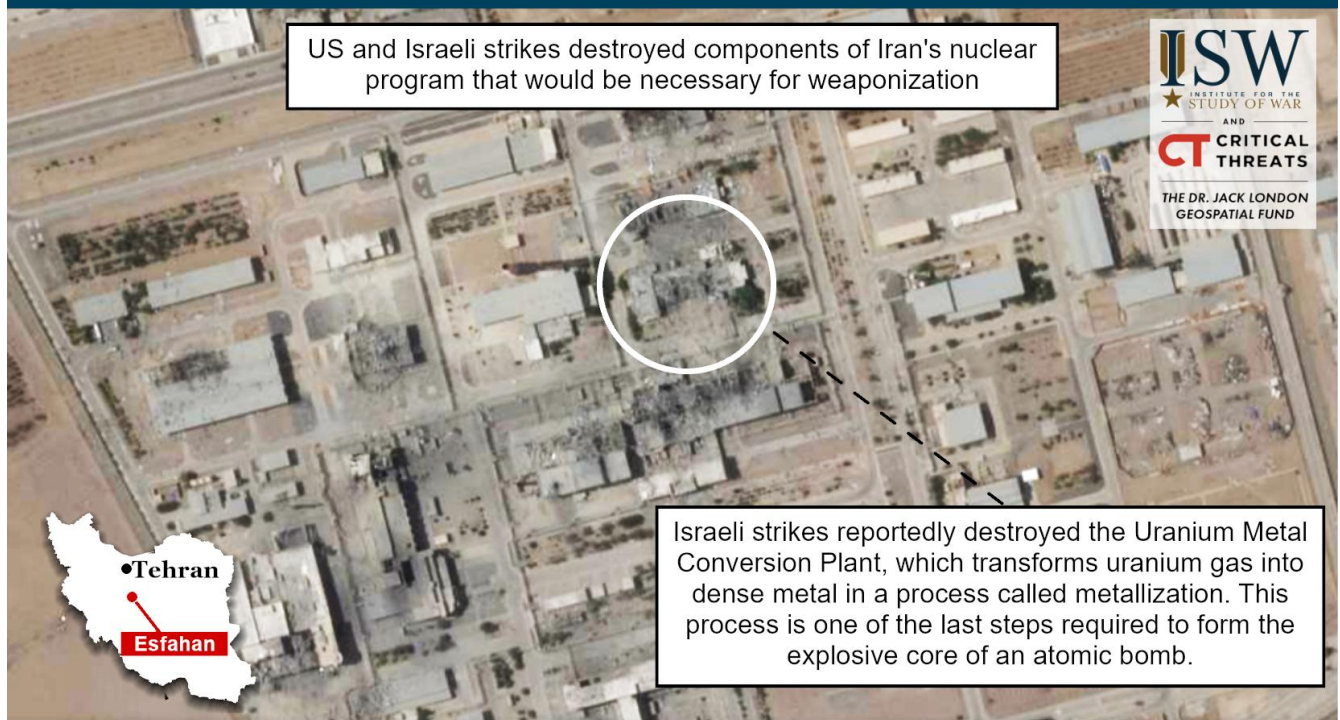 US and Israeli strikes destroyed components of Iran's nuclear
program that would be necessary for weaponization
ISW
INSTITUTE FOR THE
STUDY OF WAR
AND
CT CRITICAL
THREATS
THE DR. JACK LONDON
GEOSPATIAL FUND
Israeli strikes reportedly destroyed the Uranium Metal
Conversion Plant, which transforms uranium gas into
dense metal in a process called metallization. This
process is one of the last steps required to form the
explosive core of an atomic bomb.
Tehran
Esfahan